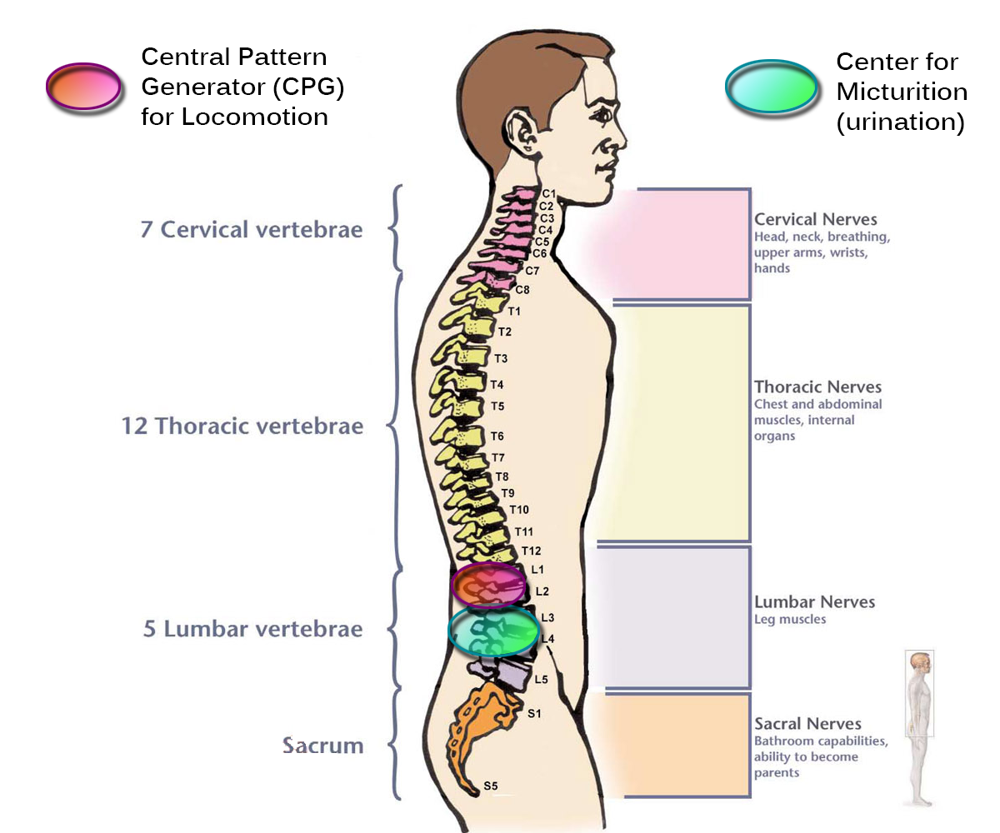 Central Pattern
Generator (CPG)
for Locomotion
Center for
Micturition
(urination)
7 Cervical vertebrae
12 Thoracic vertebrae
5 Lumbar vertebrae
Sacrum
C1
C2
C3
C4
C5
C6
C7
C8
T1
T2
T3
T4
T5
T6
T7
T8
T9
T10
T11
T12
L1
L2
L3
L4
L5
S1
S5
Cervical Nerves
Head, neck, breathing,
upper arms, wrists,
hands
Thoracic Nerves
Chest and abdominal
muscles, internal
organs
Lumbar Nerves
Leg muscles
Sacral Nerves
Bathroom capabilities,
ability to become
parents